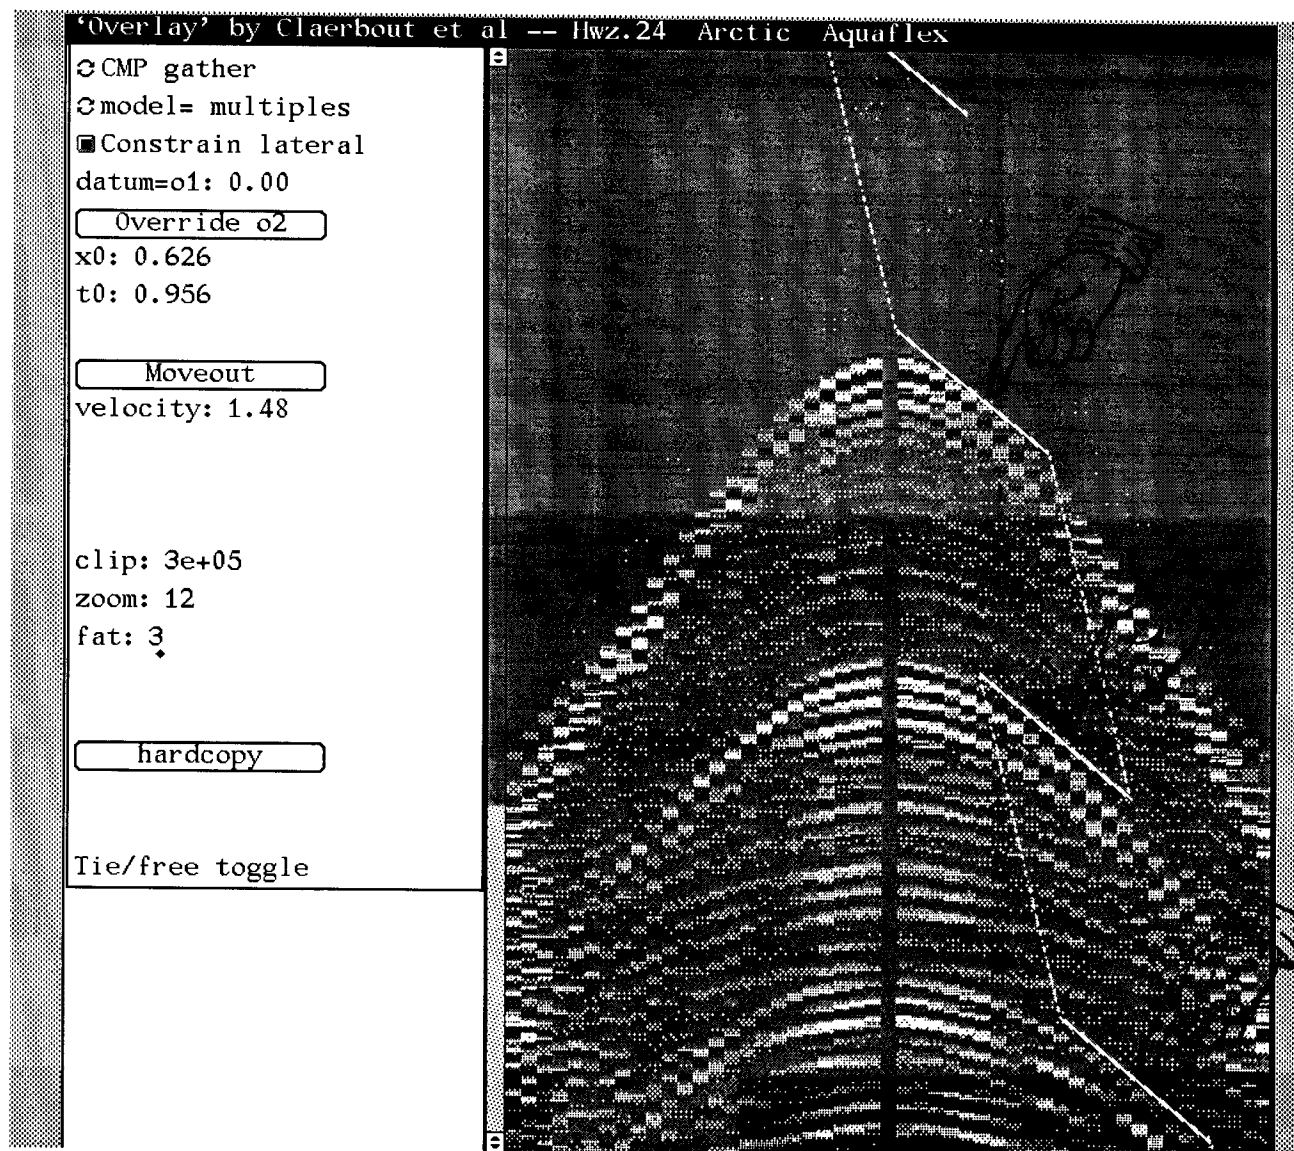 ‘Overlay’ by Claerbout et al -- Hwz.24 Arctic Aquaflex
CMP gather
model= multiples
Constrain lateral
datum=o1: 0.00
Override o2
x0: 0.626
t0: 0.956
Moveout
velocity: 1.48
clip: 3e+05
zoom: 12
fat: 3
hardcopy
Tie/free toggle